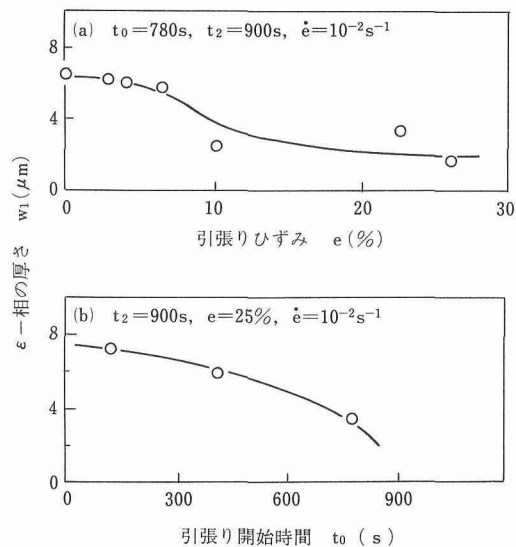 (a) t₀=780s, t₂=900s, ė=10⁻²s⁻¹
8
4
0
0 10 20 30
引張りひずみ e(%)
ε-相の厚さ w₁(μm)
(b) t₂=900s, e=25%, ė=10⁻²s⁻¹
8
4
0
0 300 600 900
引張り開始時間 t₀ (s)